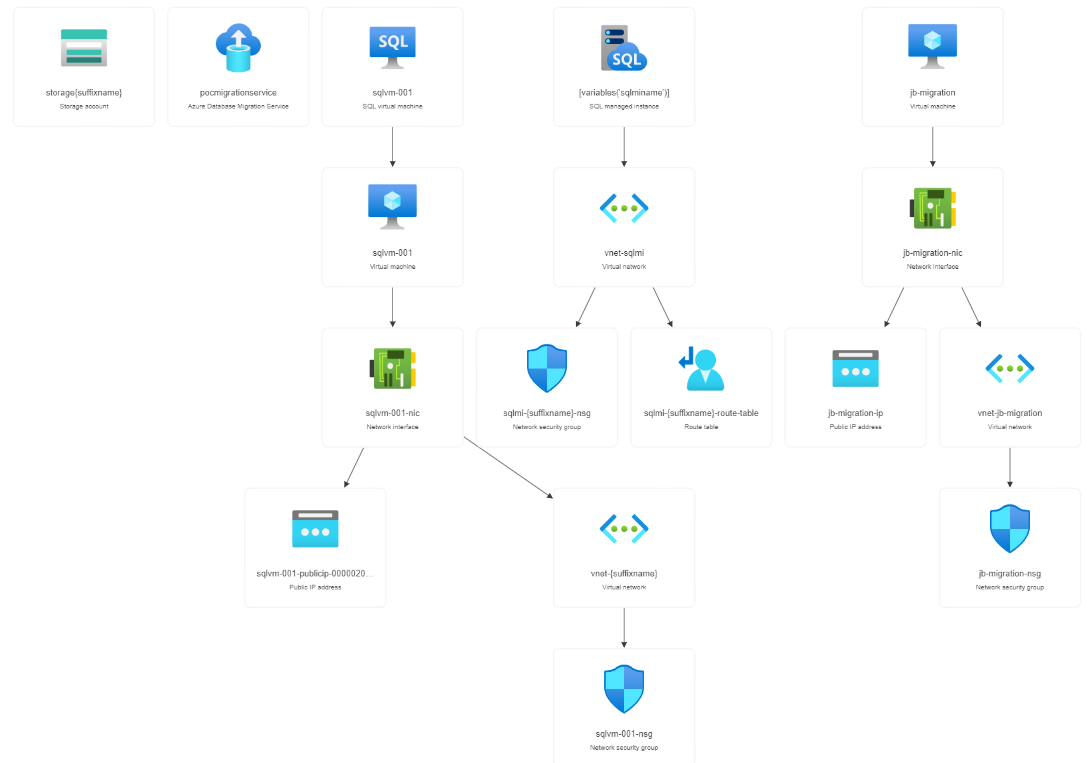 SQL
SQL
storage{suffixname}
Storage account
pocmigrationservice
Azure Database Migration Service
sqlvm-001
SQL virtual machine
[variables('sqlminame')]
SQL managed instance
jb-migration
Virtual machine
sqlvm-001
Virtual machine
vnet-sqlmi
Virtual network
jb-migration-nic
Network interface
sqlvm-001-nic
Network interface
sqlmi-{suffixname}-nsg
Network security group
sqlmi-{suffixname}-route-table
Route table
jb-migration-ip
Public IP address
vnet-jb-migration
Virtual network
sqlvm-001-publicip-0000020...
Public IP address
vnet-{suffixname}
Virtual network
jb-migration-nsg
Network security group
sqlvm-001-nsg
Network security group